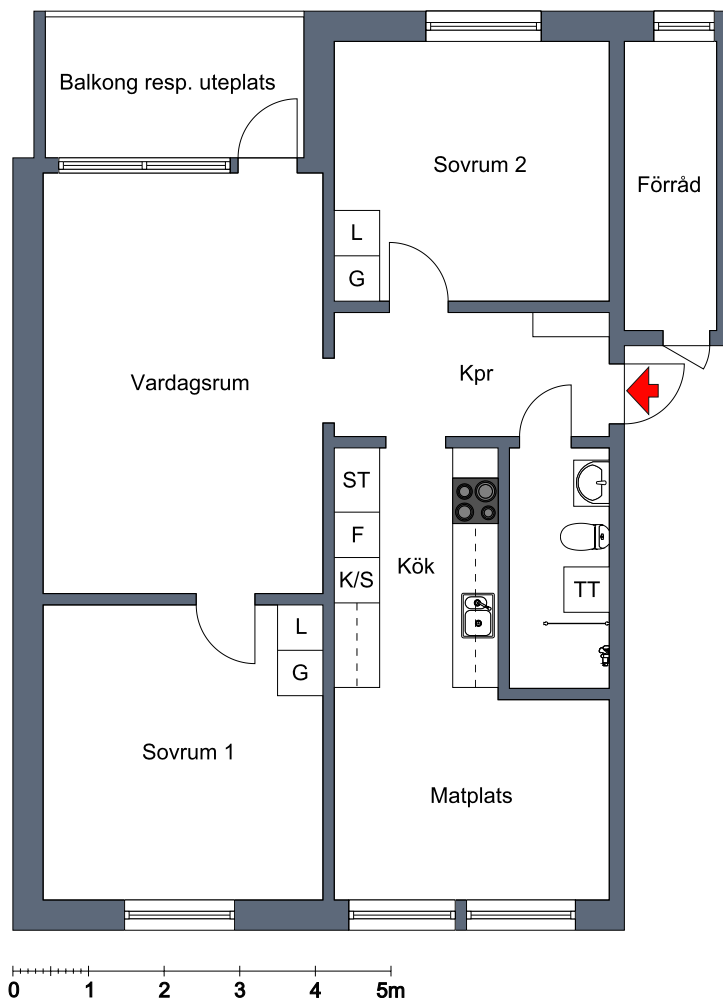 Balkong resp. uteplats
Sovrum 2
Förråd
L
G
Vardagsrum
Kpr
ST
F
Kök
K/S
TT
L
G
Sovrum 1
Matplats
0 1 2 3 4 5m